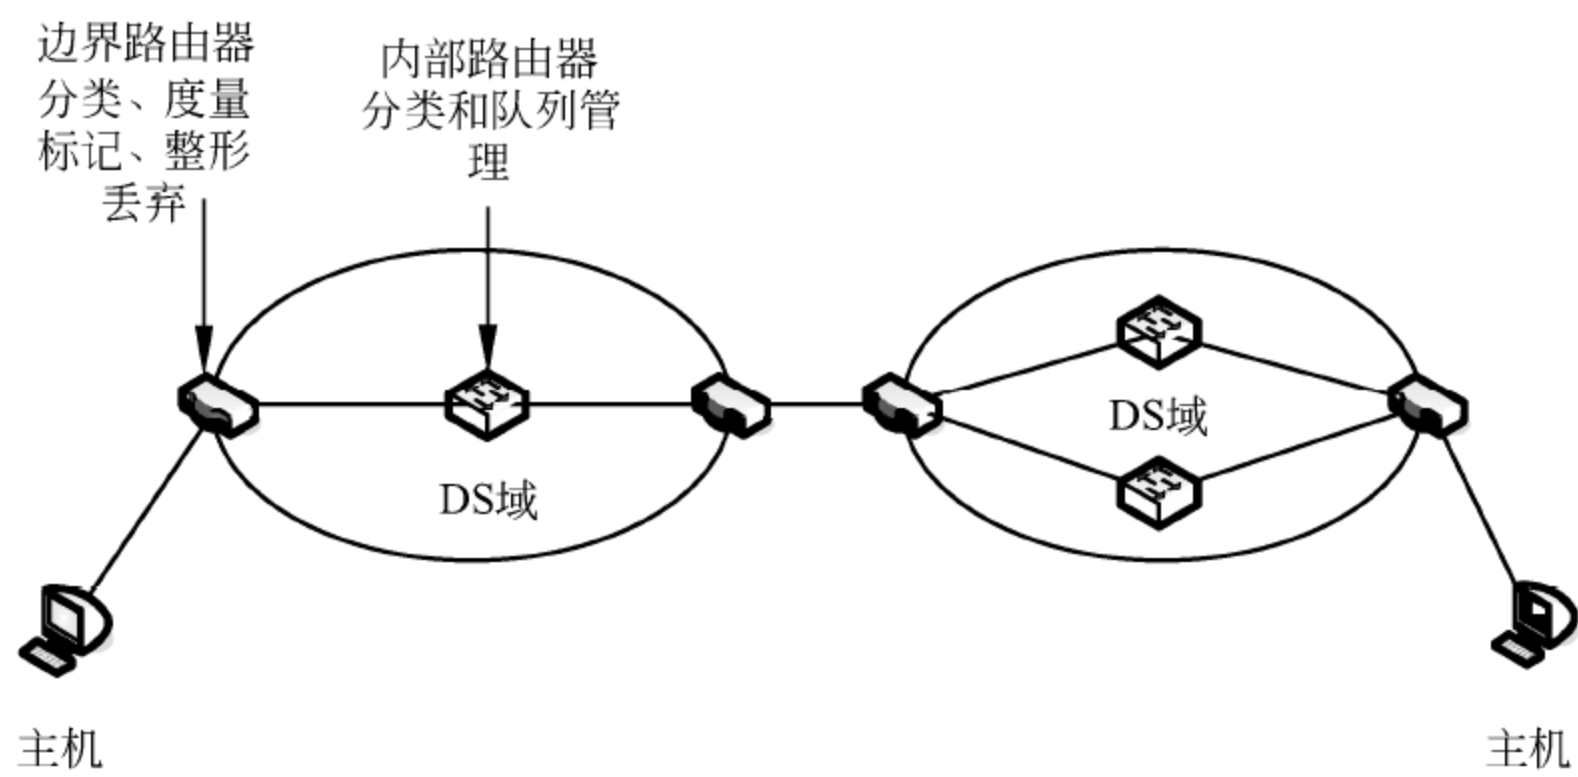 边界路由器
分类、度量
标记、整形
丢弃
内部路由器
分类和队列管
理
DS域
DS域
主机
主机